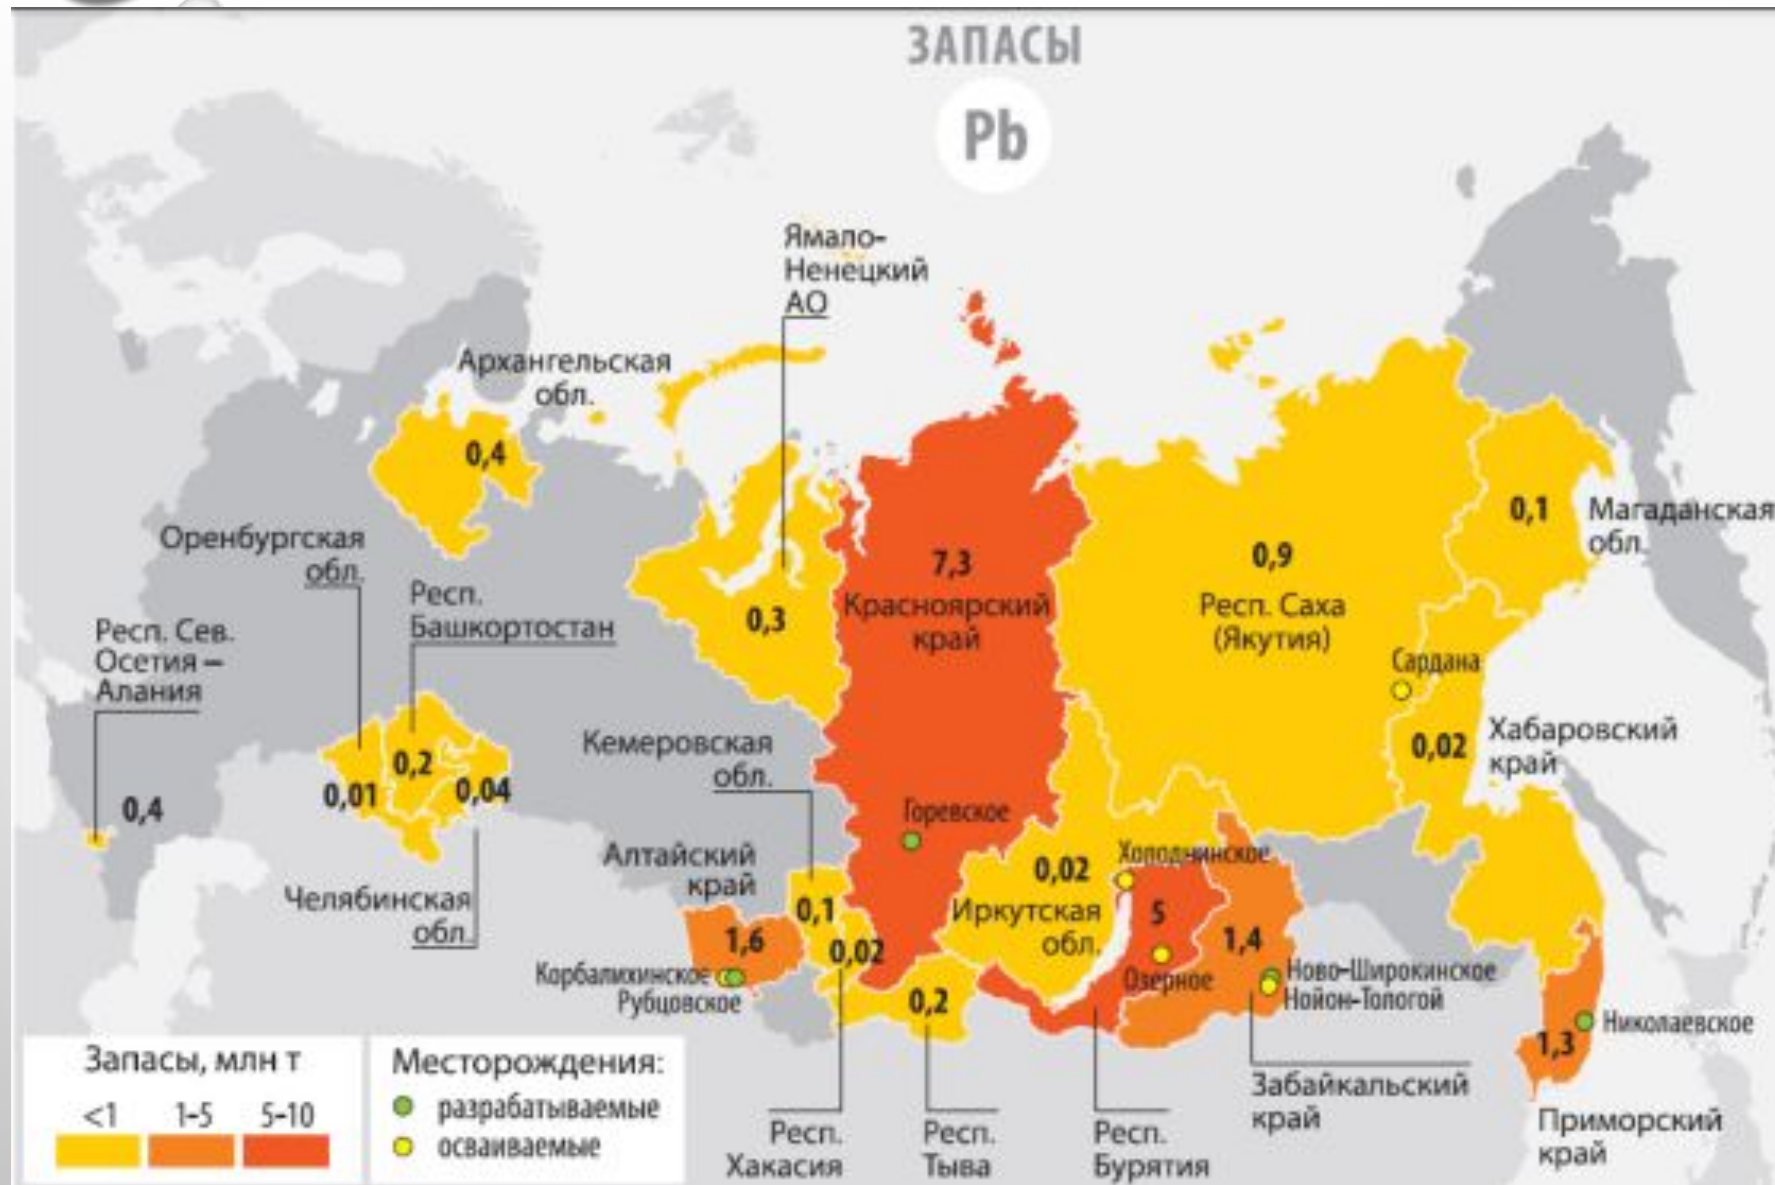 ЗАПАСЫ
Pb
Ямало-
Ненецкий
АО
Архангельская
обл.
0,4
Оренбургская
обл.
Респ.
Башкортостан
Респ. Сев.
Осетия –
Алания
0,3
7,3
Красноярский
край
0,9
Респ. Саха
(Якутия)
0,1
Магаданская
обл.
Сардана
0,02
Хабаровский
край
Кемеровская
обл.
0,2
0,01
0,04
0,4
Челябинская
обл.
Горевское
Алтайский
край
1,6
Корбалихинское
Рубцовское
0,1
0,02
0,02
Иркутская
обл.
Холоднинское
5
Озерное
1,4
Ново-Широкинское
Нойон-Тологой
0,2
Николаевское
1,3
Забайкальский
край
Приморский
край
Респ.
Хакасия
Респ.
Тыва
Респ.
Бурятия
Запасы, млн т
<1 1-5 5-10
Месторождения:
разрабатываемые
осваиваемые